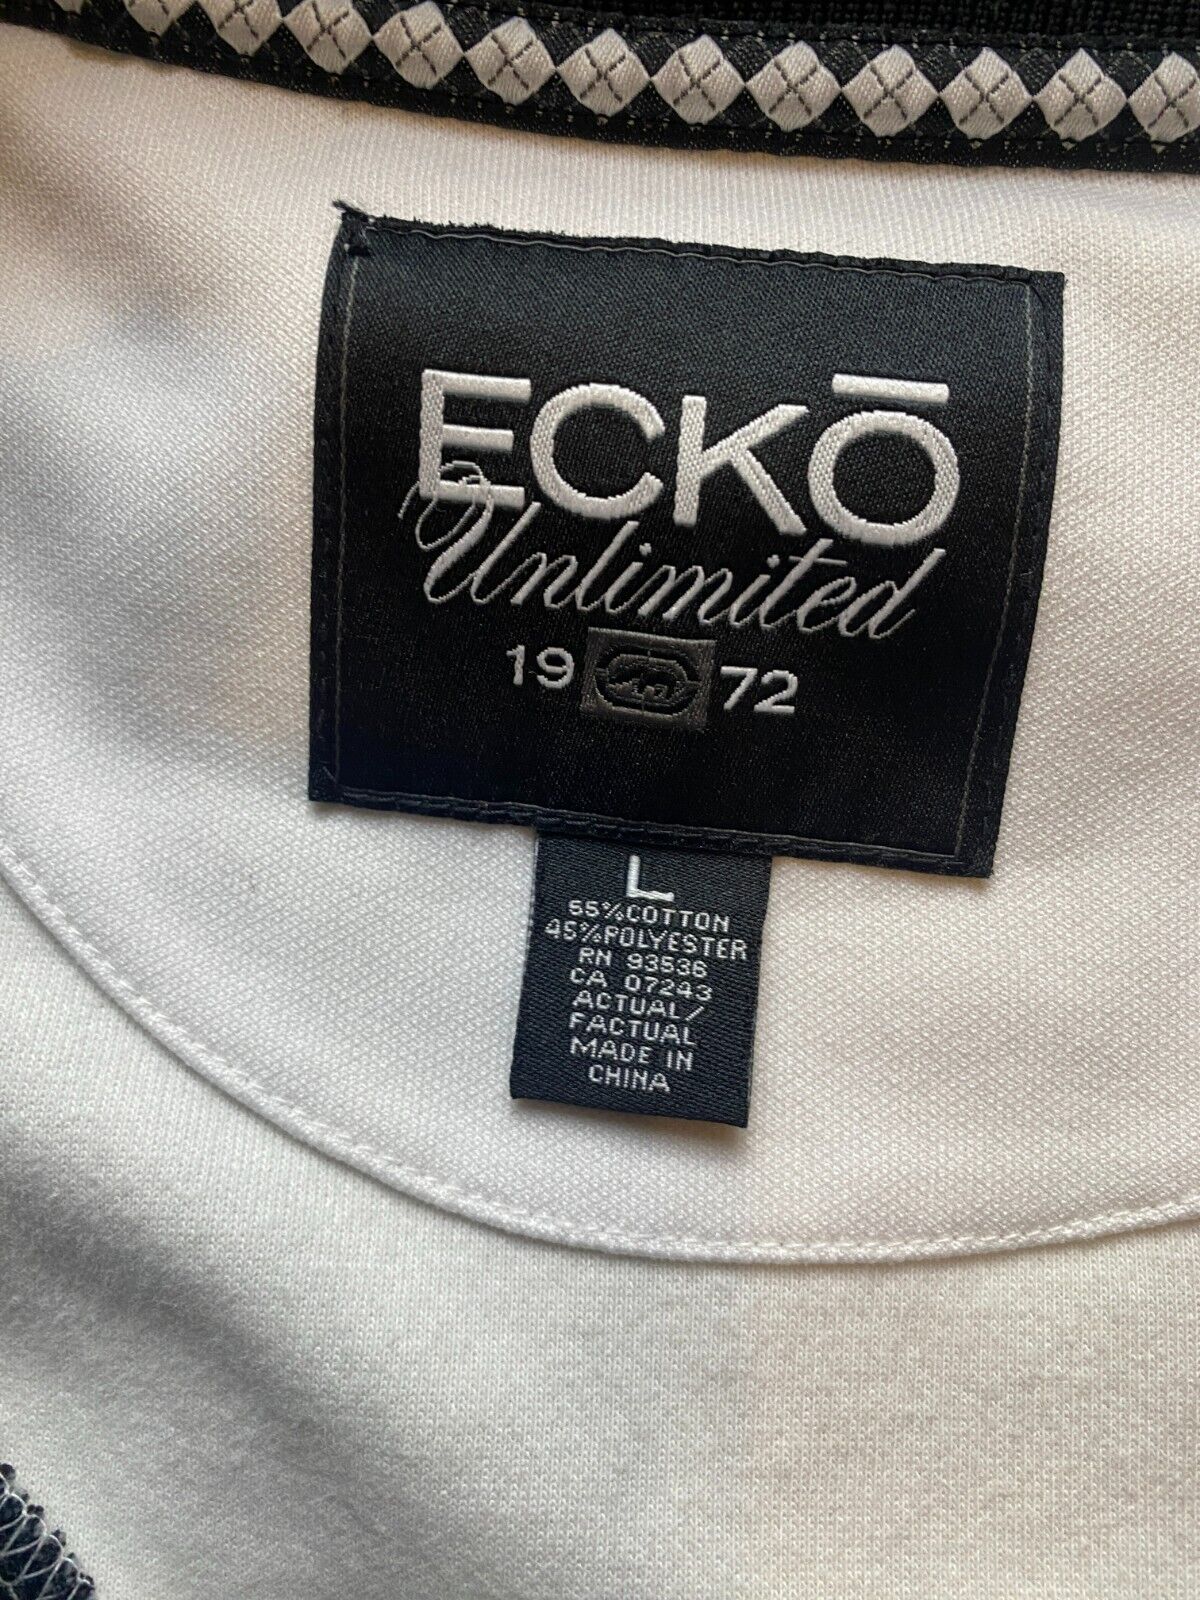 ECKŌ
Unlimited
19 72
L
55%COTTON
45%POLYESTER
RN 93536
CA 07243
ACTUAL/
FACTUAL
MADE IN
CHINA